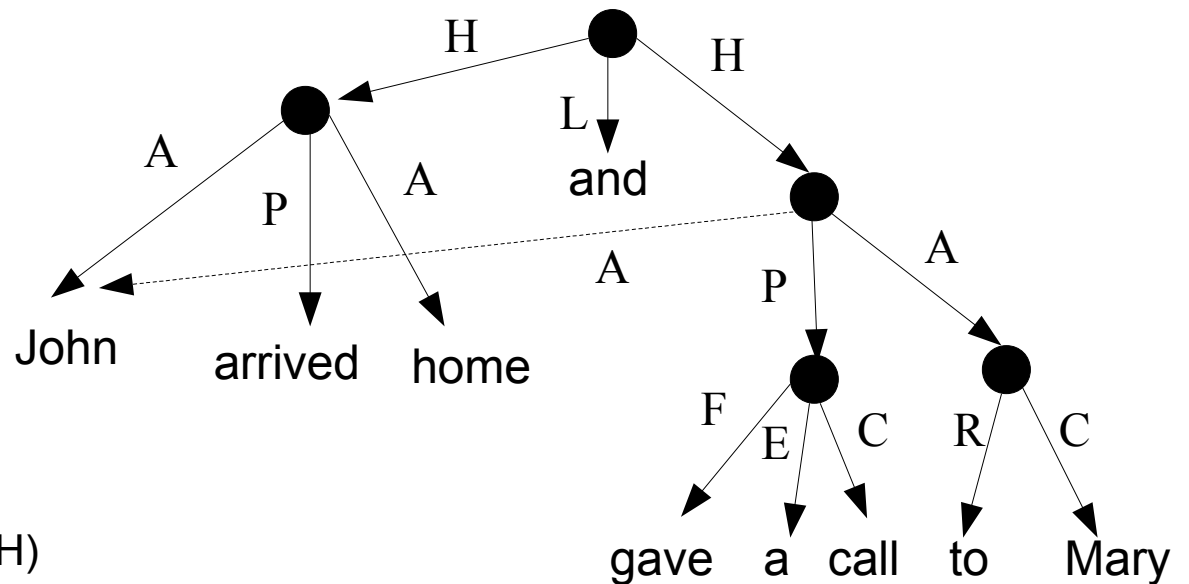 H
H
L
and
A
P
A
A
A
P
John
arrived
home
F
E
C
R
C
H)
gave a call to Mary